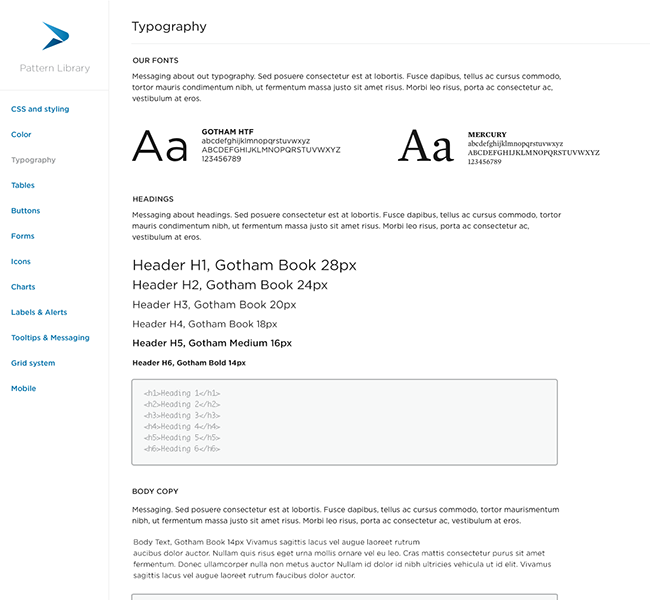 Pattern Library
CSS and styling
Color
Typography
Tables
Buttons
Forms
Icons
Charts
Labels & Alerts
Tooltips & Messaging
Grid system
Mobile
Typography
OUR FONTS
Messaging about out typography. Sed posuere consectetur est at lobortis. Fusce dapibus, tellus ac cursus commodo,
tortor mauris condimentum nibh, ut fermentum massa justo sit amet risus. Morbi leo risus, porta ac consectetur ac,
vestibulum at eros.
Aa
GOTHAM HTF
abcdefghijklmnopqrstuvwxyz
ABCDEFGHIJKLMNOPQRSTUVWXYZ
123456789
Aa
MERCURY
abcdefghijklmnopqrstuvwxyz
ABCDEFGHIJKLMNOPQRSTUVWXYZ
123456789
HEADINGS
Messaging about headings. Sed posuere consectetur est at lobortis. Fusce dapibus, tellus ac cursus commodo, tortor
mauris condimentum nibh, ut fermentum massa justo sit amet risus. Morbi leo risus, porta ac consectetur ac,
vestibulum at eros.
Header H1, Gotham Book 28px
Header H2, Gotham Book 24px
Header H3, Gotham Book 20px
Header H4, Gotham Book 18px
Header H5, Gotham Medium 16px
Header H6, Gotham Bold 14px
<h1>Heading 1</h1>
<h2>Heading 2</h2>
<h3>Heading 3</h3>
<h4>Heading 4</h4>
<h5>Heading 5</h5>
<h6>Heading 6</h6>
BODY COPY
Messaging. Sed posuere consectetur est at lobortis. Fusce dapibus, tellus ac cursus commodo, tortor maurismentum
nibh, ut fermentum massa justo sit amet risus. Morbi leo risus, porta ac consectetur ac, vestibulum at eros.
Body Text, Gotham Book 14px Vivamus sagittis lacus vel augue laoreet rutrum
aucibus dolor auctor. Nullam quis risus eget urna mollis ornare vel eu leo. Cras mattis consectetur purus sit amet
fermentum. Donec ullamcorper nulla non metus auctor Nullam id dolor id nibh ultricies vehicula ut id elit. Vivamus
sagittis lacus vel augue laoreet rutrum faucibus dolor auctor.